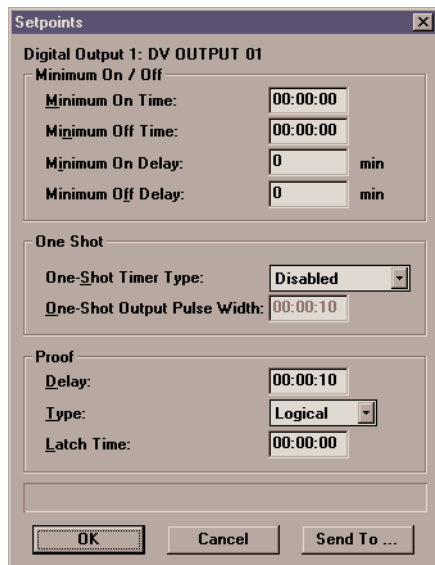 Setpoints
Digital Output 1: DV OUTPUT 01
Minimum On / Off
Minimum On Time: 00:00:00
Minimum Off Time: 00:00:00
Minimum On Delay: 0 min
Minimum Off Delay: 0 min
One Shot
One-Shot Timer Type: Disabled
One-Shot Output Pulse Width: 00:00:10
Proof
Delay: 00:00:10
Type: Logical
Latch Time: 00:00:00
OK Cancel Send To ...